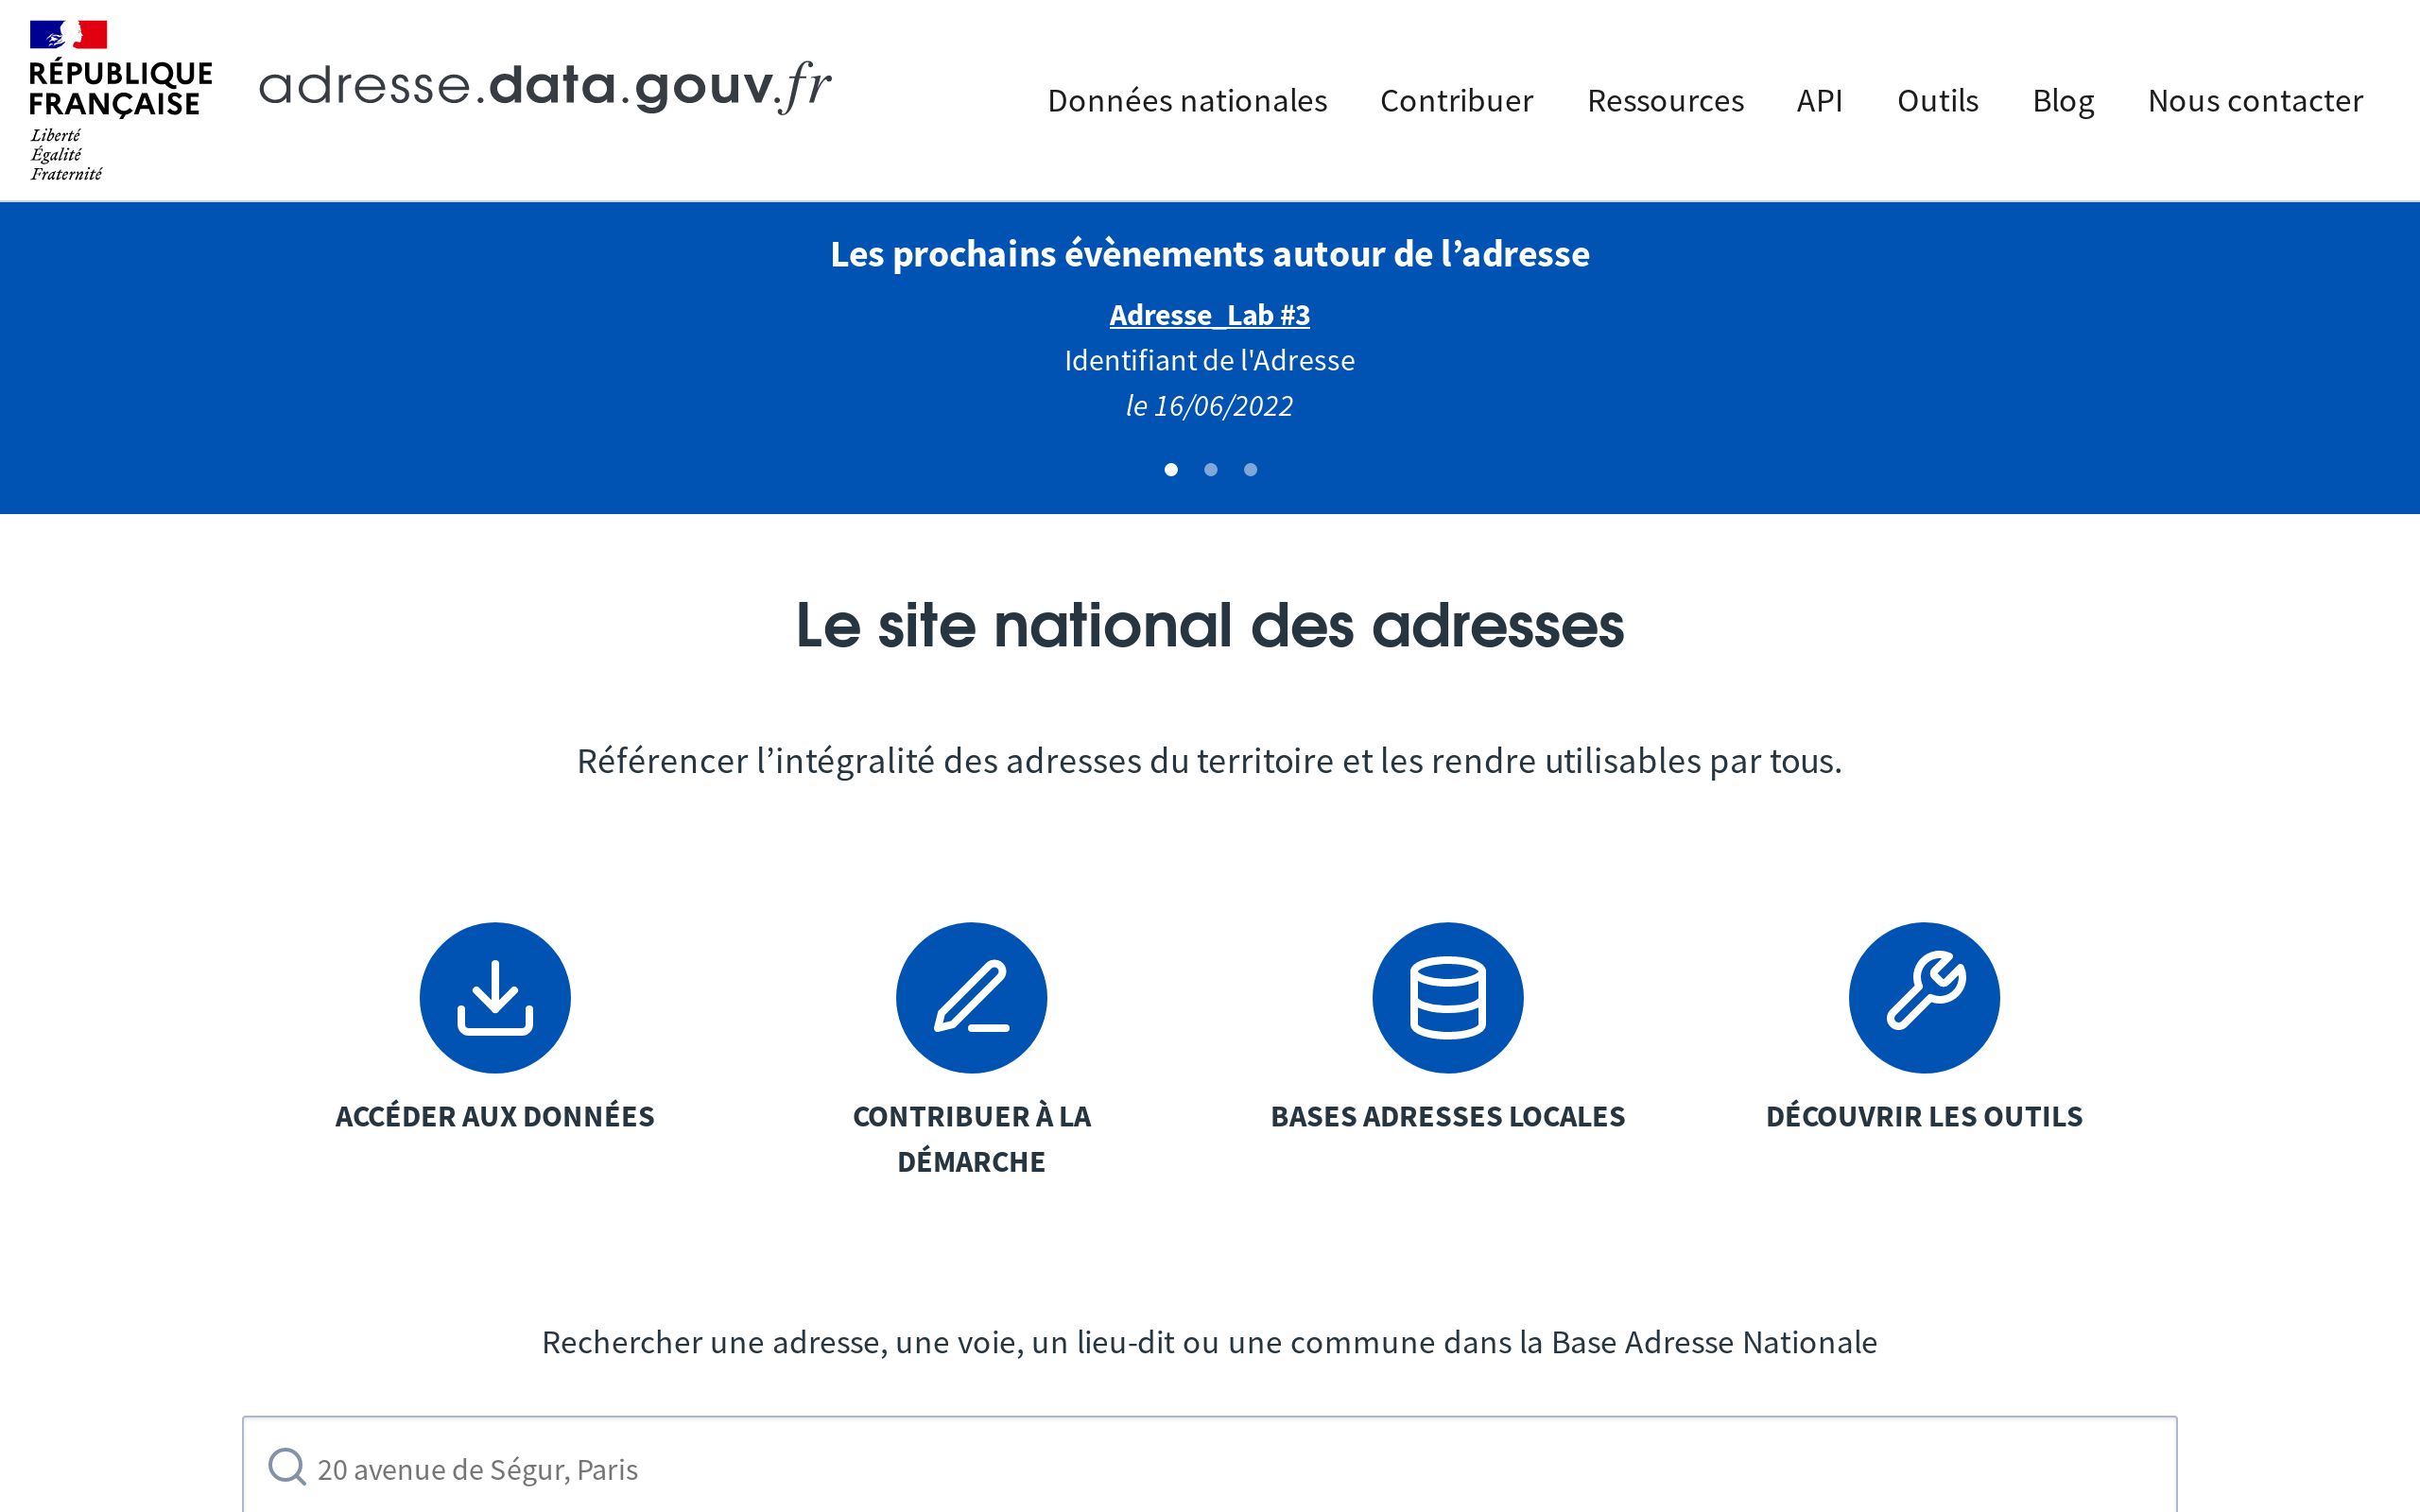 RÉPUBLIQUE
FRANÇAISE
Liberté
Égalité
Fraternité
adresse.data.gouv.fr
Données nationales Contribuer Ressources API Outils Blog Nous contacter
Les prochains évènements autour de l’adresse
Adresse_Lab #3
Identifiant de l'Adresse
le 16/06/2022
Le site national des adresses
Référencer l’intégralité des adresses du territoire et les rendre utilisables par tous.
ACCÉDER AUX DONNÉES
CONTRIBUER À LA
DÉMARCHE
BASES ADRESSES LOCALES
DÉCOUVRIR LES OUTILS
Rechercher une adresse, une voie, un lieu-dit ou une commune dans la Base Adresse Nationale
20 avenue de Ségur, Paris